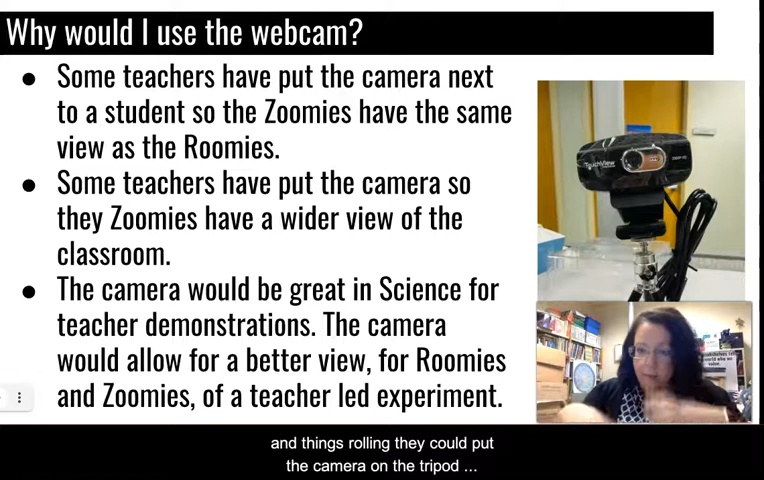 Why would I use the webcam?
● Some teachers have put the camera next
to a student so the Zoomies have the same
view as the Roomies.
● Some teachers have put the camera so
they Zoomies have a wider view of the
classroom.
● The camera would be great in Science for
teacher demonstrations. The camera
would allow for a better view, for Roomies
and Zoomies, of a teacher led experiment.
TouchView
and things rolling they could put
the camera on the tripod ...